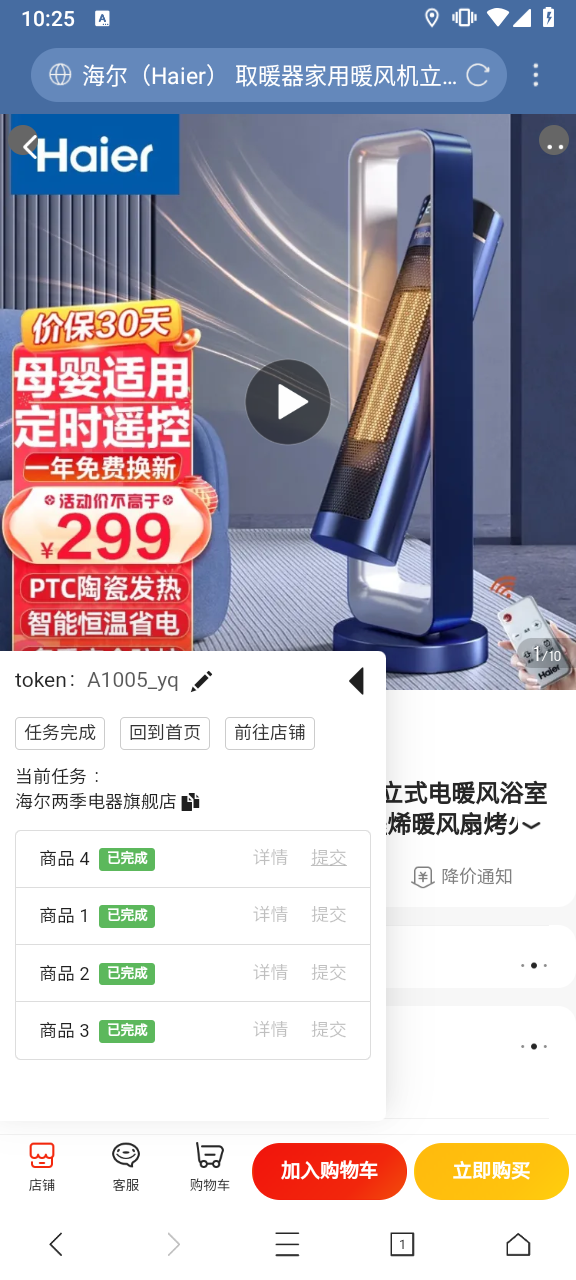 10:25
海尔（Haier） 取暖器家用暖风机立…
Haier
价保30天
母婴适用
定时遥控
一年免费换新
活动价不高于
¥299
PTC陶瓷发热
智能恒温省电
Haier
1/10
token： A1005_yq
任务完成 回到首页 前往店铺
当前任务：
海尔两季电器旗舰店
立式电暖风浴室
烯暖风扇烤
降价通知
商品 4 已完成 详情 提交
商品 1 已完成 详情 提交
商品 2 已完成 详情 提交
商品 3 已完成 详情 提交
店铺 客服 购物车 加入购物车 立即购买
1